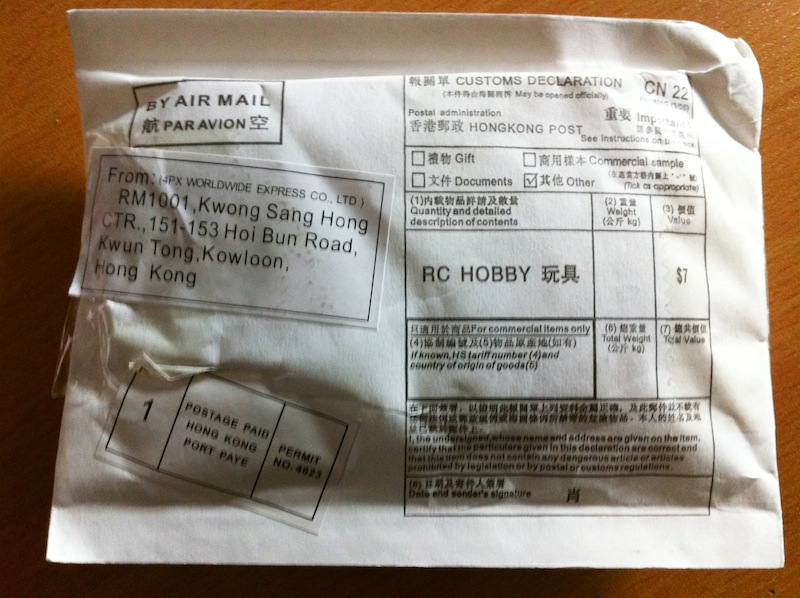 BY AIR MAIL
航 PAR AVION 空
From: (4PX WORLDWIDE EXPRESS CO., LTD )
RM1001,Kwong Sang Hong
CTR.,151-153 Hoi Bun Road,
Kwun Tong,Kowloon,
Hong Kong
1
POSTAGE PAID
HONG KONG
PORT PAYE
PERMIT
NO. 4623
報關單 CUSTOMS DECLARATION
CN 22
(本件得由海關開拆 May be opened officially)
Postal administration
香港郵政 HONGKONG POST
重要 Important!
See instructions on
禮物 Gift
商用樣本 Commercial sample
文件 Documents
其他 Other
(Tick as appropriate)
(1)內載物品詳請及數量
Quantity and detailed
description of contents
(2) 重量
Weight
(公斤 kg)
(3) 價值
Value
RC HOBBY 玩具
$7
只適用於商品For commercial items only
(4)協制編號及(5)物品原產地(如有)
if known,HS tariff number (4)and
country of origin of goods(5)
(6) 總重量
Total Weight
(公斤 kg)
(7) 總共價值
Total Value
I, the undersigned,whose name and address are given on the item,
certify that the particulars given in this declaration are correct and
that this item does not contain any dangerous article or articles
prohibited by legislation or by postal or customs regulations.
(8) 日期及寄件人簽署
Date and sender's signature
肖